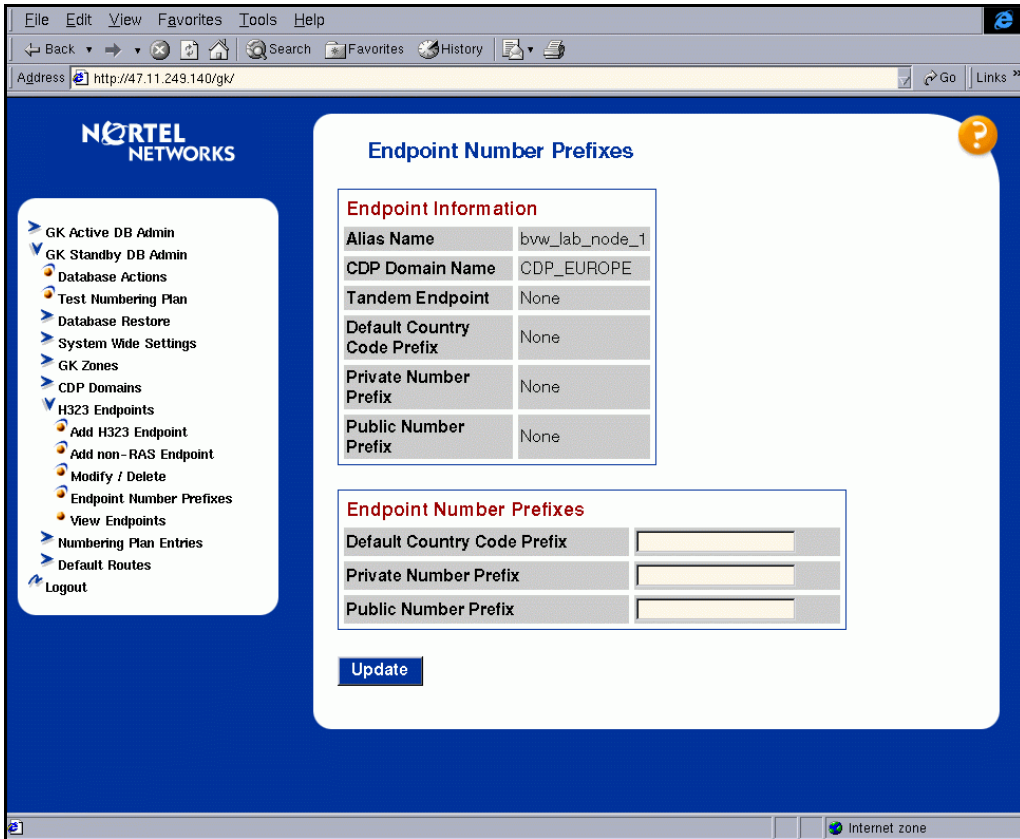 File Edit View Favorites Tools Help
Back Search Favorites History
Address http://47.11.249.140/gk/ Go Links »
NORTEL
NETWORKS
GK Active DB Admin
GK Standby DB Admin
Database Actions
Test Numbering Plan
Database Restore
System Wide Settings
GK Zones
CDP Domains
H323 Endpoints
Add H323 Endpoint
Add non-RAS Endpoint
Modify / Delete
Endpoint Number Prefixes
View Endpoints
Numbering Plan Entries
Default Routes
Logout
Endpoint Number Prefixes
?
Endpoint Information
Alias Name bvw_lab_node_1
CDP Domain Name CDP_EUROPE
Tandem Endpoint None
Default Country
Code Prefix None
Private Number
Prefix None
Public Number
Prefix None
Endpoint Number Prefixes
Default Country Code Prefix
Private Number Prefix
Public Number Prefix
Update
Internet zone